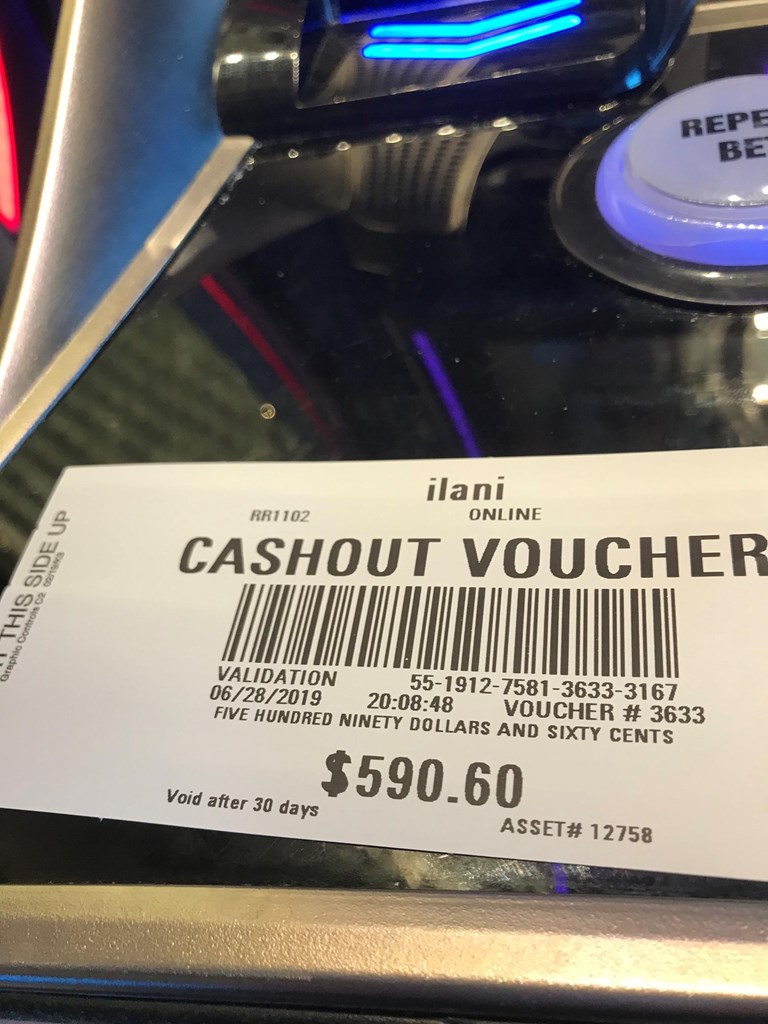 REPE
BE
ilani
RR1102
ONLINE
CASHOUT VOUCHER
VALIDATION
55-1912-7581-3633-3167
06/28/2019 20:08:48 VOUCHER # 3633
FIVE HUNDRED NINETY DOLLARS AND SIXTY CENTS
$590.60
Void after 30 days
ASSET# 12758
THIS SIDE UP
Graphic Controls